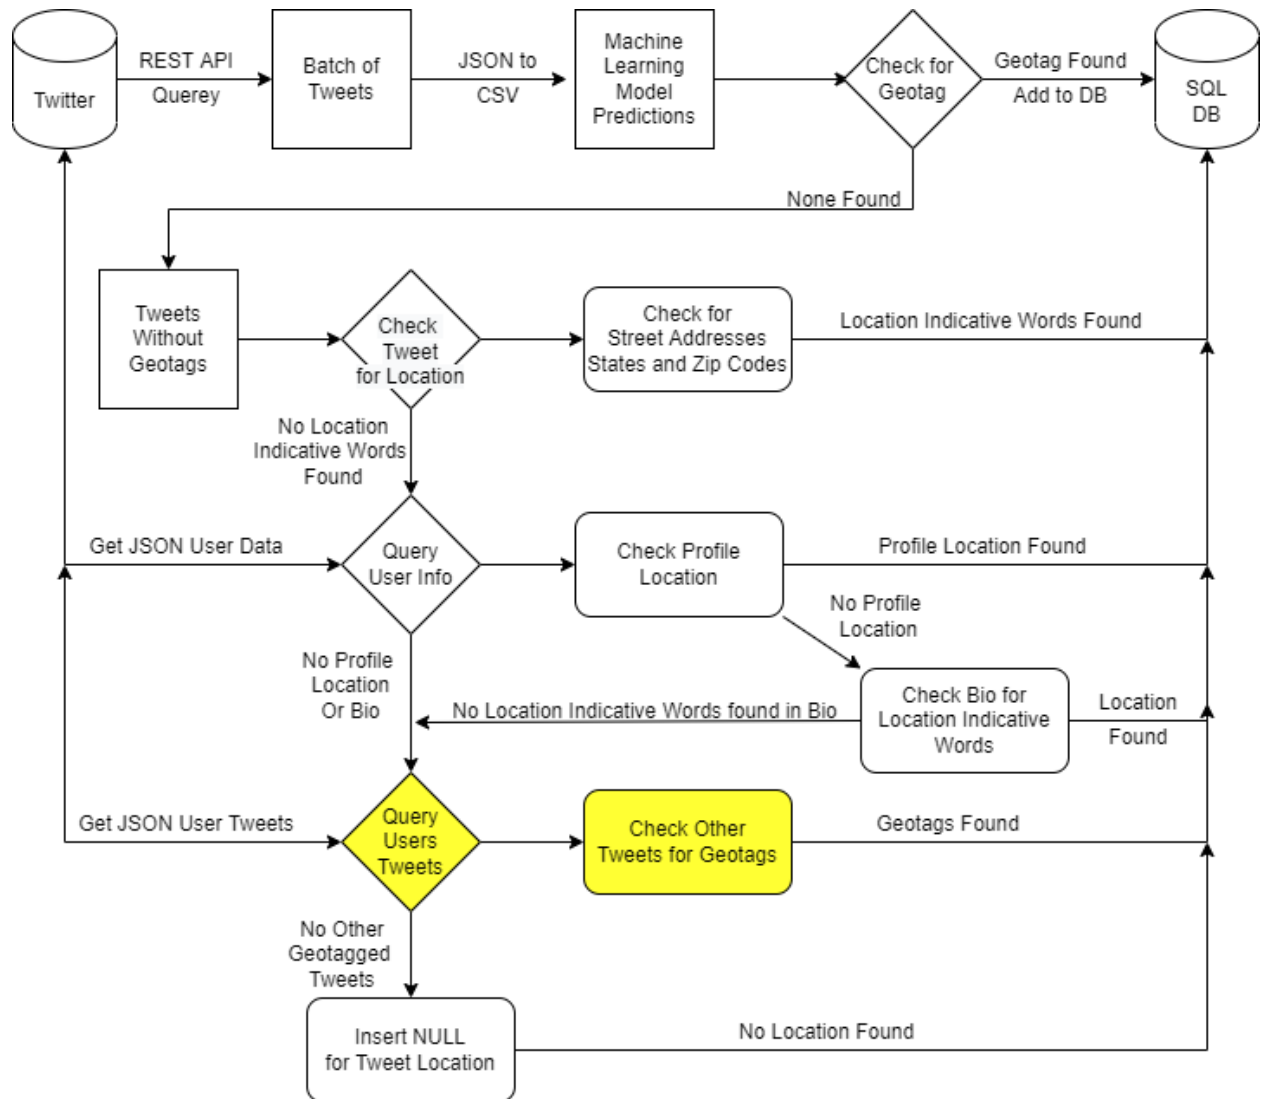 Twitter
REST API
Querey
Batch of
Tweets
JSON to
CSV
Machine
Learning
Model
Predictions
Check for
Geotag
Geotag Found
Add to DB
SQL
DB
None Found
Tweets
Without
Geotags
Check
Tweet
for Location
Check for
Street Addresses
States and Zip Codes
Location Indicative Words Found
No Location
Indicative Words
Found
Get JSON User Data
Query
User Info
Check Profile
Location
Profile Location Found
No Profile
Location
No Profile
Location
Or Bio
No Location Indicative Words found in Bio
Check Bio for
Location Indicative
Words
Location
Found
Get JSON User Tweets
Query
Users
Tweets
Check Other
Tweets for Geotags
Geotags Found
No Other
Geotagged
Tweets
Insert NULL
for Tweet Location
No Location Found